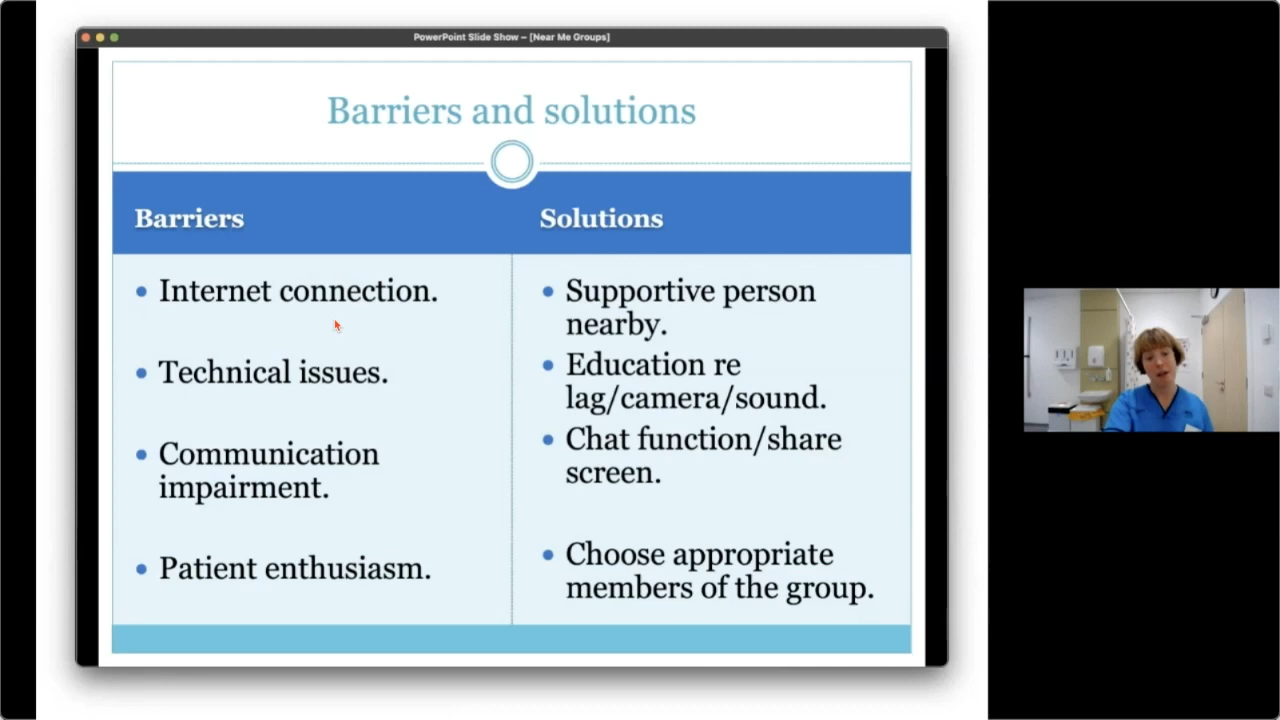 PowerPoint Slide Show – [Near Me Groups]
Barriers and solutions
Barriers
Solutions
Internet connection.
Technical issues.
Communication
impairment.
Patient enthusiasm.
Supportive person
nearby.
Education re
lag/camera/sound.
Chat function/share
screen.
Choose appropriate
members of the group.